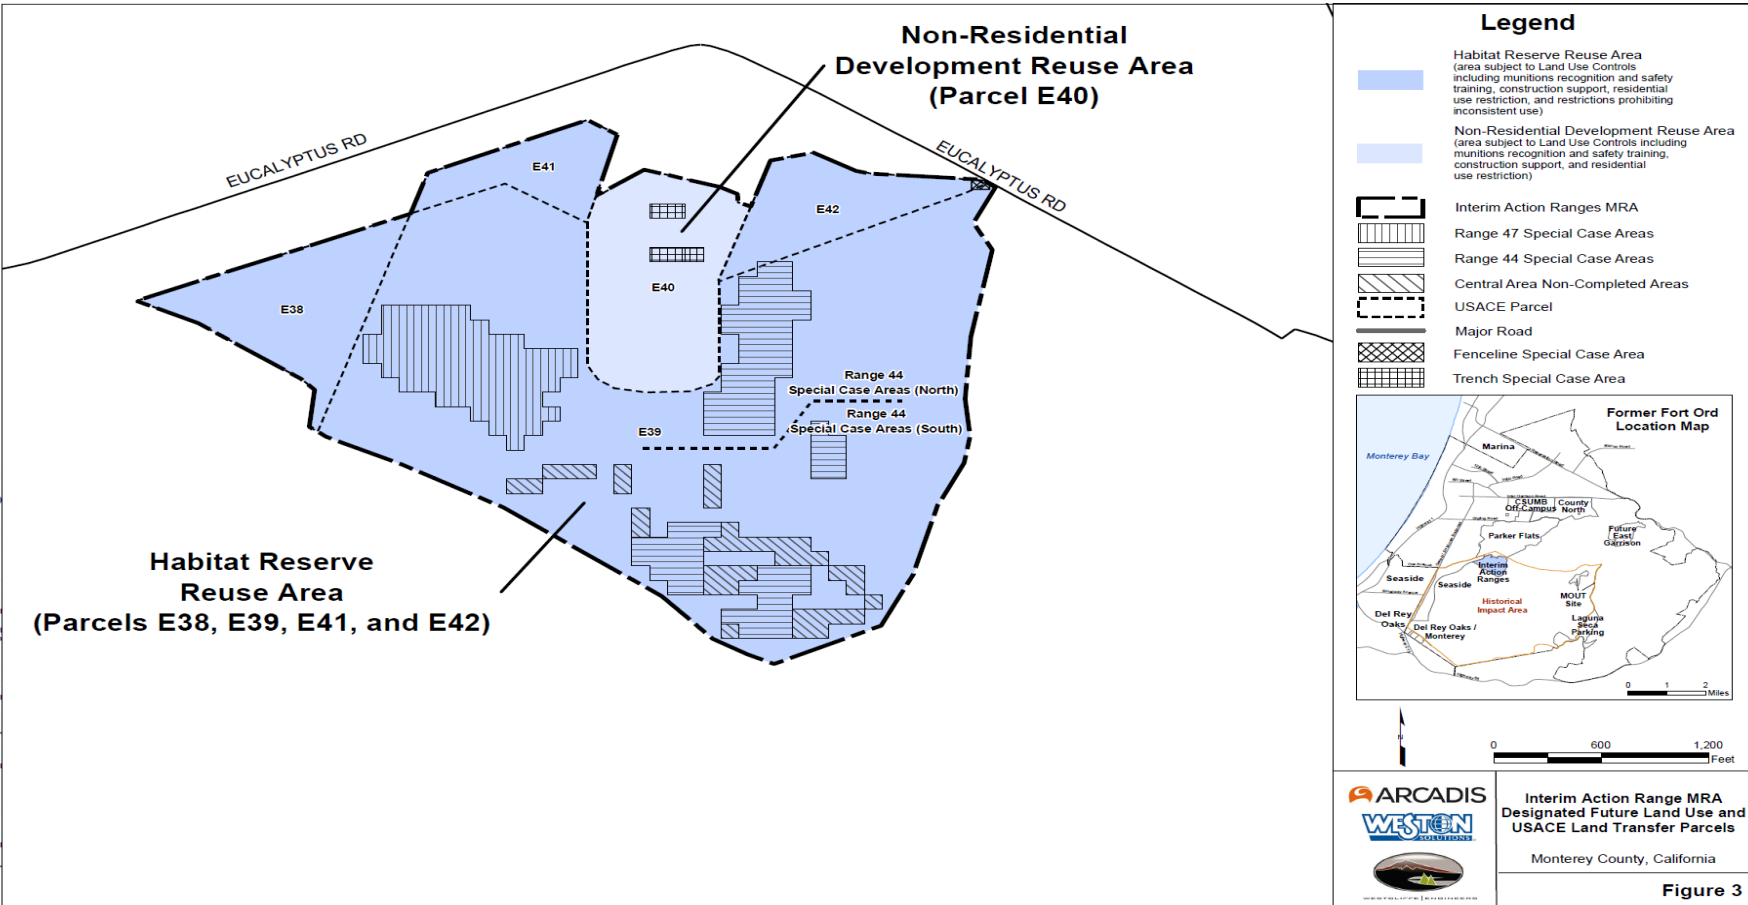 Non-Residential
Development Reuse Area
(Parcel E40)
EUCALYPTUS RD
EUCALYPTUS RD
E41
E42
E40
E38
E39
Range 44
Special Case Areas (North)
Range 44
Special Case Areas (South)
Habitat Reserve
Reuse Area
(Parcels E38, E39, E41, and E42)
Legend
Habitat Reserve Reuse Area
(area subject to Land Use Controls
including munitions recognition and safety
training, construction support, residential
use restriction, and restrictions prohibiting
inconsistent use)
Non-Residential Development Reuse Area
(area subject to Land Use Controls including
munitions recognition and safety training,
construction support, and residential
use restriction)
Interim Action Ranges MRA
Range 47 Special Case Areas
Range 44 Special Case Areas
Central Area Non-Completed Areas
USACE Parcel
Major Road
Fenceline Special Case Area
Trench Special Case Area
Former Fort Ord
Location Map
Monterey Bay
Marina
CSUMB
Off-Campus
County
North
Future
East
Garrison
Parker Flats
Interim
Action
Ranges
Seaside
Seaside
Historical
Impact Area
MOUT
Site
Laguna
Seca
Parking
Del Rey
Oaks
Del Rey Oaks /
Monterey
0 1 2
Miles
N
0 600 1,200
Feet
ARCADIS
WESTON
SOLUTIONS
WESTCLIFFE ENGINEERS
Interim Action Range MRA
Designated Future Land Use and
USACE Land Transfer Parcels
Monterey County, California
Figure 3